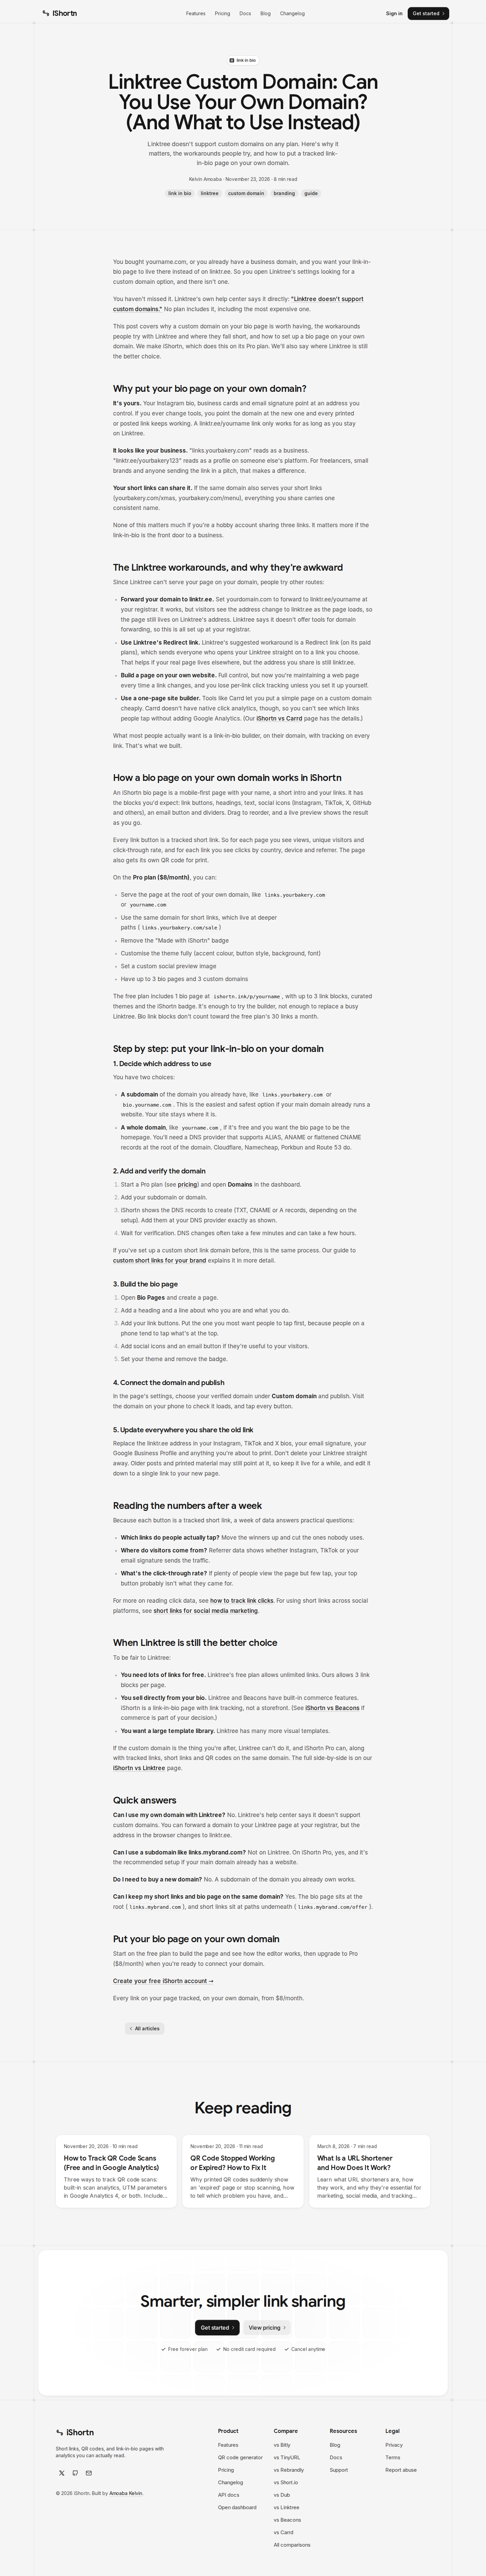 iShortn
Features
Pricing
Docs
Blog
Changelog
Sign in
Get started
link in bio
Linktree Custom Domain: Can
You Use Your Own Domain?
(And What to Use Instead)
Linktree doesn't support custom domains on any plan. Here's why it
matters, the workarounds people try, and how to put a tracked link-
in-bio page on your own domain.
Kelvin Amoaba · November 23, 2026 · 8 min read
link in bio
linktree
custom domain
branding
guide
You bought yourname.com, or you already have a business domain, and you want your link-in-
bio page to live there instead of on linktr.ee. So you open Linktree's settings looking for a
custom domain option, and there isn't one.
You haven't missed it. Linktree's own help center says it directly: "Linktree doesn't support
custom domains." No plan includes it, including the most expensive one.
This post covers why a custom domain on your bio page is worth having, the workarounds
people try with Linktree and where they fall short, and how to set up a bio page on your own
domain. We make iShortn, which does this on its Pro plan. We'll also say where Linktree is still
the better choice.
Why put your bio page on your own domain?
It's yours. Your Instagram bio, business cards and email signature point at an address you
control. If you ever change tools, you point the domain at the new one and every printed
or posted link keeps working. A linktr.ee/yourname link only works for as long as you stay
on Linktree.
It looks like your business. "links.yourbakery.com" reads as a business.
"linktr.ee/yourbakery123" reads as a profile on someone else's platform. For freelancers, small
brands and anyone sending the link in a pitch, that makes a difference.
Your short links can share it. If the same domain also serves your short links
(yourbakery.com/xmas, yourbakery.com/menu), everything you share carries one
consistent name.
None of this matters much if you're a hobby account sharing three links. It matters more if the
link-in-bio is the front door to a business.
The Linktree workarounds, and why they're awkward
Since Linktree can't serve your page on your domain, people try other routes:
• Forward your domain to linktr.ee. Set yourdomain.com to forward to linktr.ee/yourname at
your registrar. It works, but visitors see the address change to linktr.ee as the page loads, so
the page still lives on Linktree's address. Linktree says it doesn't offer tools for domain
forwarding, so this is all set up at your registrar.
• Use Linktree's Redirect link. Linktree's suggested workaround is a Redirect link (on its paid
plans), which sends everyone who opens your Linktree straight on to a link you choose.
That helps if your real page lives elsewhere, but the address you share is still linktr.ee.
• Build a page on your own website. Full control, but now you're maintaining a web page
every time a link changes, and you lose per-link click tracking unless you set it up yourself.
• Use a one-page site builder. Tools like Carrd let you put a simple page on a custom domain
cheaply. Carrd doesn't have native click analytics, though, so you can't see which links
people tap without adding Google Analytics. (Our iShortn vs Carrd page has the details.)
What most people actually want is a link-in-bio builder, on their domain, with tracking on every
link. That's what we built.
How a bio page on your own domain works in iShortn
An iShortn bio page is a mobile-first page with your name, a short intro and your links. It has
the blocks you'd expect: link buttons, headings, text, social icons (Instagram, TikTok, X, GitHub
and others), an email button and dividers. Drag to reorder, and a live preview shows the result
as you go.
Every link button is a tracked short link. So for each page you see views, unique visitors and
click-through rate, and for each link you see clicks by country, device and referrer. The page
also gets its own QR code for print.
On the Pro plan ($8/month), you can:
• Serve the page at the root of your own domain, like links.yourbakery.com
or yourname.com
• Use the same domain for short links, which live at deeper
paths (links.yourbakery.com/sale)
• Remove the "Made with iShortn" badge
• Customise the theme fully (accent colour, button style, background, font)
• Set a custom social preview image
• Have up to 3 bio pages and 3 custom domains
The free plan includes 1 bio page at ishortn.ink/p/yourname, with up to 3 link blocks, curated
themes and the iShortn badge. It's enough to try the builder, not enough to replace a busy
Linktree. Bio link blocks don't count toward the free plan's 30 links a month.
Step by step: put your link-in-bio on your domain
1. Decide which address to use
You have two choices:
• A subdomain of the domain you already have, like links.yourbakery.com or
bio.yourname.com. This is the easiest and safest option if your main domain already runs a
website. Your site stays where it is.
• A whole domain, like yourname.com, if it's free and you want the bio page to be the
homepage. You'll need a DNS provider that supports ALIAS, ANAME or flattened CNAME
records at the root of the domain. Cloudflare, Namecheap, Porkbun and Route 53 do.
2. Add and verify the domain
1. Start a Pro plan (see pricing) and open Domains in the dashboard.
2. Add your subdomain or domain.
3. iShortn shows the DNS records to create (TXT, CNAME or A records, depending on the
setup). Add them at your DNS provider exactly as shown.
4. Wait for verification. DNS changes often take a few minutes and can take a few hours.
If you've set up a custom short link domain before, this is the same process. Our guide to
custom short links for your brand explains it in more detail.
3. Build the bio page
1. Open Bio Pages and create a page.
2. Add a heading and a line about who you are and what you do.
3. Add your link buttons. Put the one you most want people to tap first, because people on a
phone tend to tap what's at the top.
4. Add social icons and an email button if they're useful to your visitors.
5. Set your theme and remove the badge.
4. Connect the domain and publish
In the page's settings, choose your verified domain under Custom domain and publish. Visit
the domain on your phone to check it loads, and tap every button.
5. Update everywhere you share the old link
Replace the linktr.ee address in your Instagram, TikTok and X bios, your email signature, your
Google Business Profile and anything you're about to print. Don't delete your Linktree straight
away. Older posts and printed material may still point at it, so keep it live for a while, and edit it
down to a single link to your new page.
Reading the numbers after a week
Because each button is a tracked short link, a week of data answers practical questions:
• Which links do people actually tap? Move the winners up and cut the ones nobody uses.
• Where do visitors come from? Referrer data shows whether Instagram, TikTok or your
email signature sends the traffic.
• What's the click-through rate? If plenty of people view the page but few tap, your top
button probably isn't what they came for.
For more on reading click data, see how to track link clicks. For using short links across social
platforms, see short links for social media marketing.
When Linktree is still the better choice
To be fair to Linktree:
• You need lots of links for free. Linktree's free plan allows unlimited links. Ours allows 3 link
blocks per page.
• You sell directly from your bio. Linktree and Beacons have built-in commerce features.
iShortn is a link-in-bio page with link tracking, not a storefront. (See iShortn vs Beacons if
commerce is part of your decision.)
• You want a large template library. Linktree has many more visual templates.
If the custom domain is the thing you're after, Linktree can't do it, and iShortn Pro can, along
with tracked links, short links and QR codes on the same domain. The full side-by-side is on our
iShortn vs Linktree page.
Quick answers
Can I use my own domain with Linktree? No. Linktree's help center says it doesn't support
custom domains. You can forward a domain to your Linktree page at your registrar, but the
address in the browser changes to linktr.ee.
Can I use a subdomain like links.mybrand.com? Not on Linktree. On iShortn Pro, yes, and it's
the recommended setup if your main domain already has a website.
Do I need to buy a new domain? No. A subdomain of the domain you already own works.
Can I keep my short links and bio page on the same domain? Yes. The bio page sits at the
root (links.mybrand.com), and short links sit at paths underneath (links.mybrand.com/offer).
Put your bio page on your own domain
Start on the free plan to build the page and see how the editor works, then upgrade to Pro
($8/month) when you're ready to connect your domain.
Create your free iShortn account →
Every link on your page tracked, on your own domain, from $8/month.
All articles
Keep reading
November 20, 2026 · 10 min read
How to Track QR Code Scans
(Free and in Google Analytics)
Three ways to track QR code scans:
built-in scan analytics, UTM parameters
in Google Analytics 4, or both. Include...
November 20, 2026 · 11 min read
QR Code Stopped Working
or Expired? How to Fix It
Why printed QR codes suddenly show
an 'expired' page or stop scanning, how
to tell which problem you have, and...
March 8, 2026 · 7 min read
What Is a URL Shortener
and How Does It Work?
Learn what URL shorteners are, how
they work, and why they're essential for
marketing, social media, and tracking,...
Smarter, simpler link sharing
Get started
View pricing
Free forever plan
No credit card required
Cancel anytime
iShortn
Short links, QR codes, and link-in-bio pages with
analytics you can actually read.
© 2026 iShortn. Built by Amoaba Kelvin.
Product
Features
QR code generator
Pricing
Changelog
API docs
Open dashboard
Compare
vs Bitly
vs TinyURL
vs Rebrandly
vs Short.io
vs Dub
vs Linktree
vs Beacons
vs Carrd
All comparisons
Resources
Blog
Docs
Support
Legal
Privacy
Terms
Report abuse